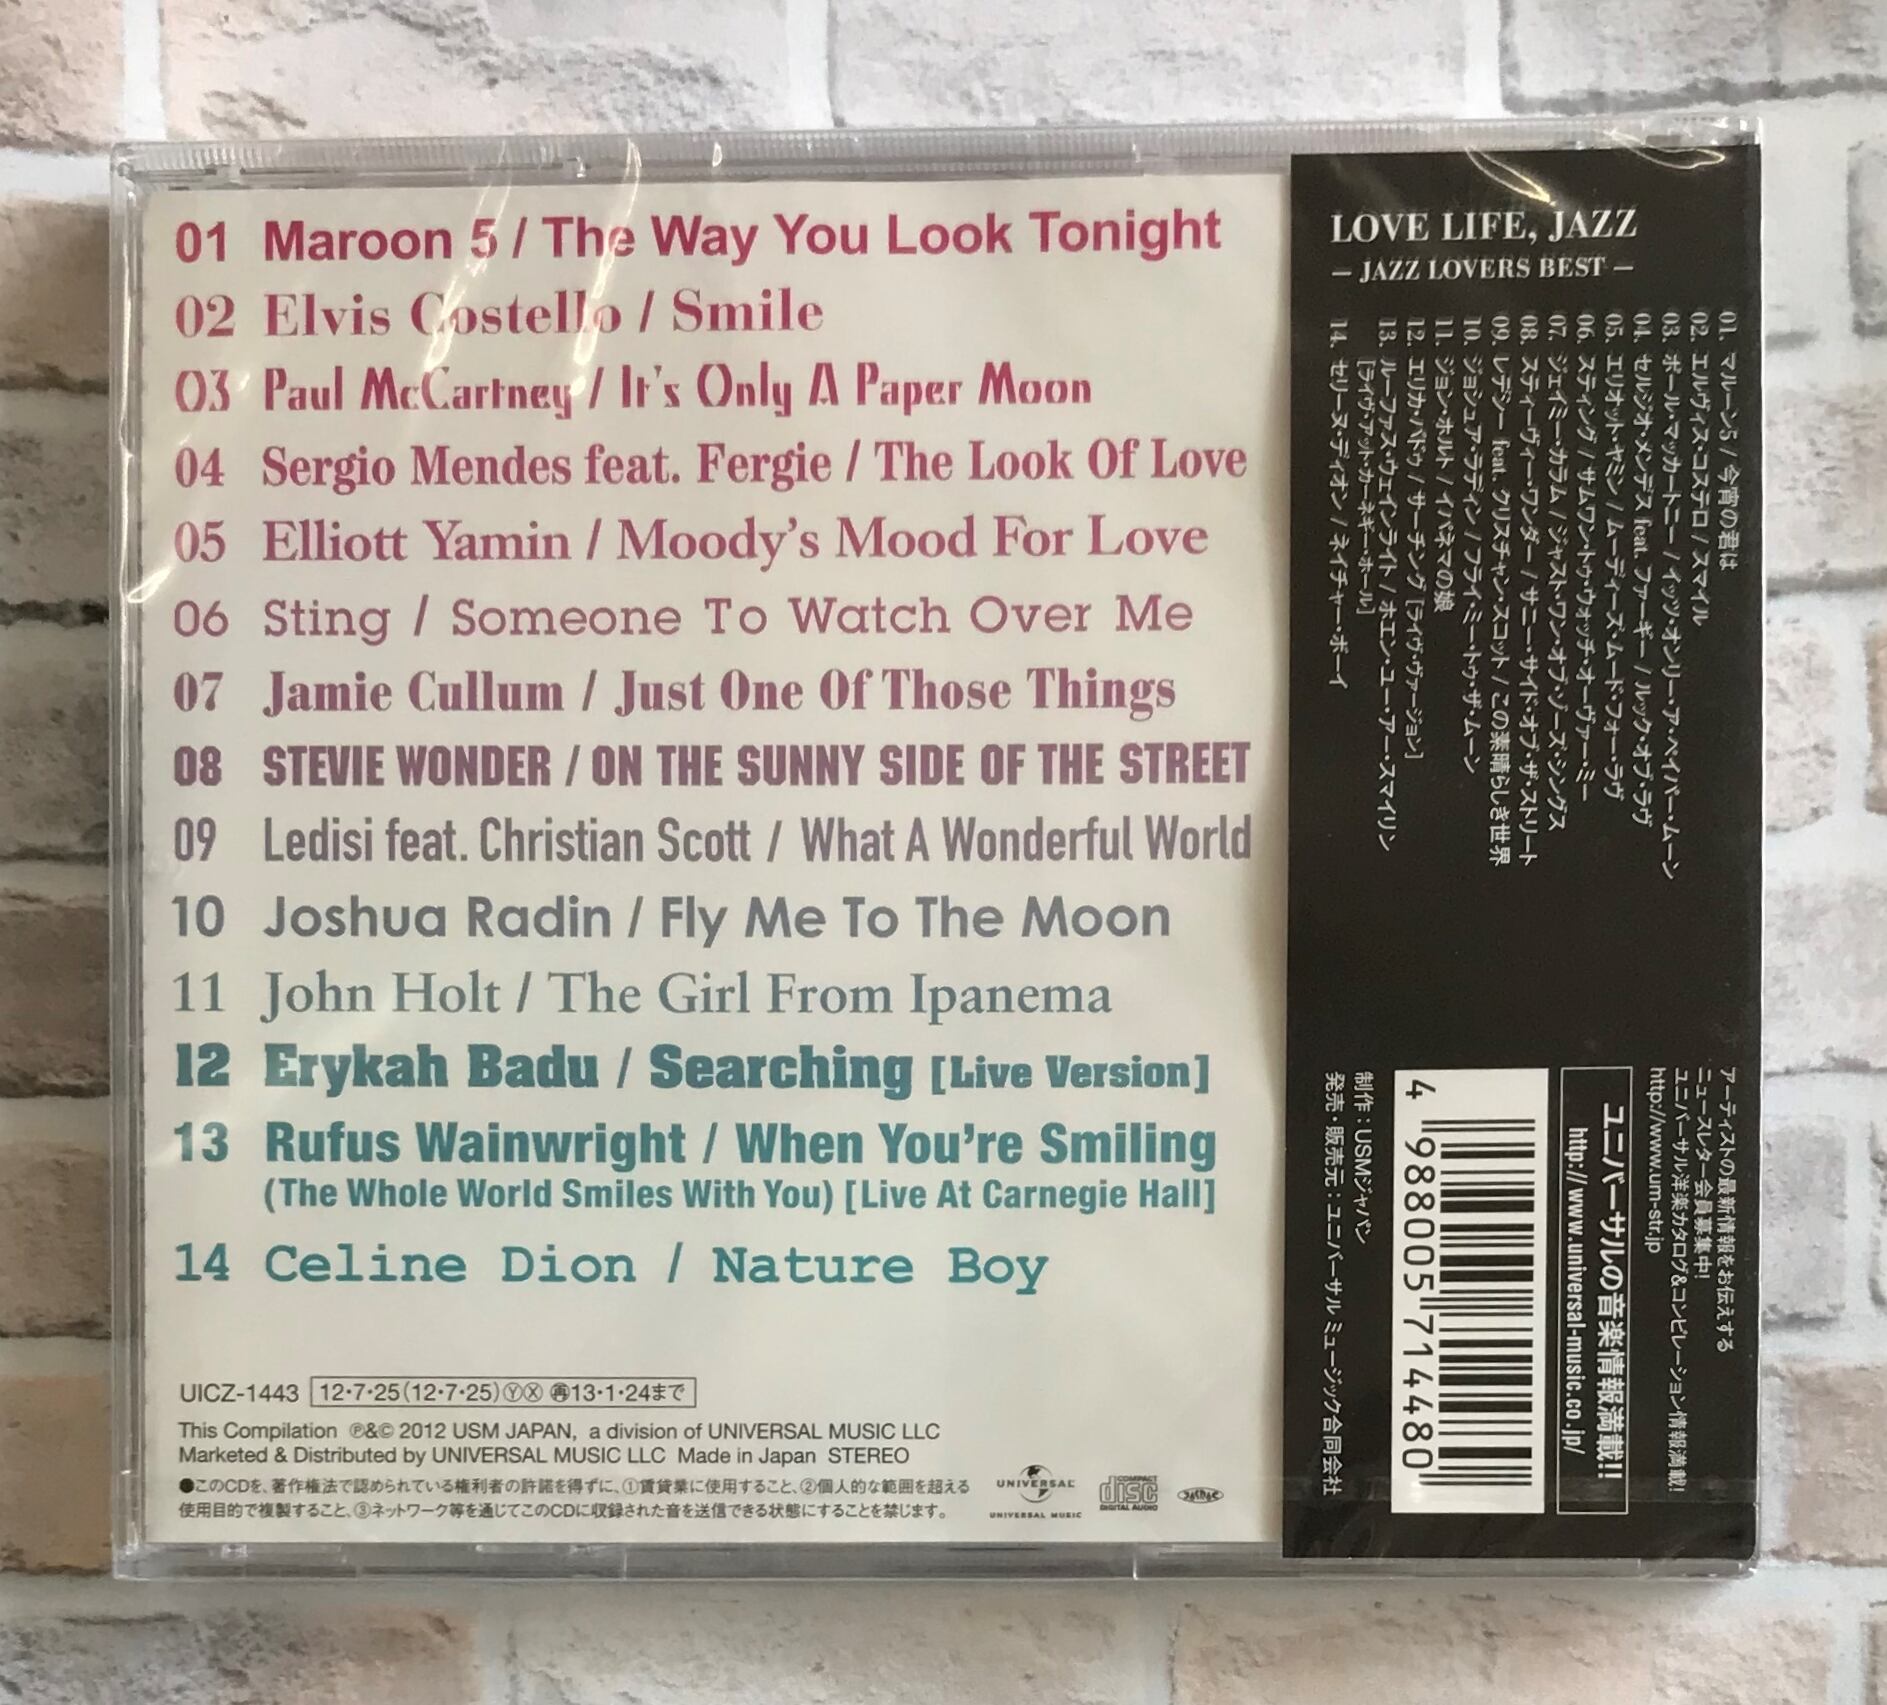 01 Maroon 5 / The Way You Look Tonight
02 Elvis Costello / Smile
03 Paul McCartney / It's Only A Paper Moon
04 Sergio Mendes feat. Fergie / The Look Of Love
05 Elliott Yamin / Moody's Mood For Love
06 Sting / Someone To Watch Over Me
07 Jamie Cullum / Just One Of Those Things
08 STEVIE WONDER / ON THE SUNNY SIDE OF THE STREET
09 Ledisi feat. Christian Scott / What A Wonderful World
10 Joshua Radin / Fly Me To The Moon
11 John Holt / The Girl From Ipanema
12 Erykah Badu / Searching [Live Version]
13 Rufus Wainwright / When You're Smiling
(The Whole World Smiles With You) [Live At Carnegie Hall]
14 Celine Dion / Nature Boy
UICZ-1443 12・7・25(12・7・25)ⓎⓍ㊢13・1・24まで
This Compilation ℗&© 2012 USM JAPAN, a division of UNIVERSAL MUSIC LLC
Marketed & Distributed by UNIVERSAL MUSIC LLC Made in Japan STEREO
●このCDを、著作権法で認められている権利者の許諾を得ずに、①賃貸業に使用すること、②個人的な範囲を超える
使用目的で複製すること、③ネットワーク等を通じてこのCDに収録された音を送信できる状態にすることを禁じます。
UNIVERSAL
UNIVERSAL MUSIC
COMPACT
disc
DIGITAL AUDIO
LOVE LIFE, JAZZ
– JAZZ LOVERS BEST –
01. マルーン5 / 今宵の君は
02. エルヴィス・コステロ / スマイル
03. ポール・マッカートニー / イッツ・オンリー・ア・ペイパー・ムーン
04. セルジオ・メンデス feat. ファーギー / ルック・オブ・ラヴ
05. エリオット・ヤミン / ムーディーズ・ムード・フォー・ラヴ
06. スティング / サムワン・トゥ・ウォッチ・オーヴァー・ミー
07. ジェイミー・カラム / ジャスト・ワン・オブ・ゾーズ・シングス
08. スティーヴィー・ワンダー / サニー・サイド・オブ・ザ・ストリート
09. レデシー feat. クリスチャン・スコット / この素晴らしき世界
10. ジョシュア・ラディン / フライ・ミー・トゥ・ザ・ムーン
11. ジョン・ホルト / イパネマの娘
12. エリカ・バドゥ / サーチング [ライヴ・ヴァージョン]
13. ルーファス・ウェインライト / ホエン・ユー・アー・スマイリン
[ライヴ・アット・カーネギー・ホール]
14. セリーヌ・ディオン / ネイチャー・ボーイ
アーティストの最新情報をお伝えする
ニュースレター会員募集中!
ユニバーサル洋楽カタログ&コンピレーション情報満載!
http://www.um-str.jp
ユニバーサルの音楽情報満載!!
http://www.universal-music.co.jp/
4 988005 714480
制作：USMジャパン
発売・販売元：ユニバーサル ミュージック合同会社